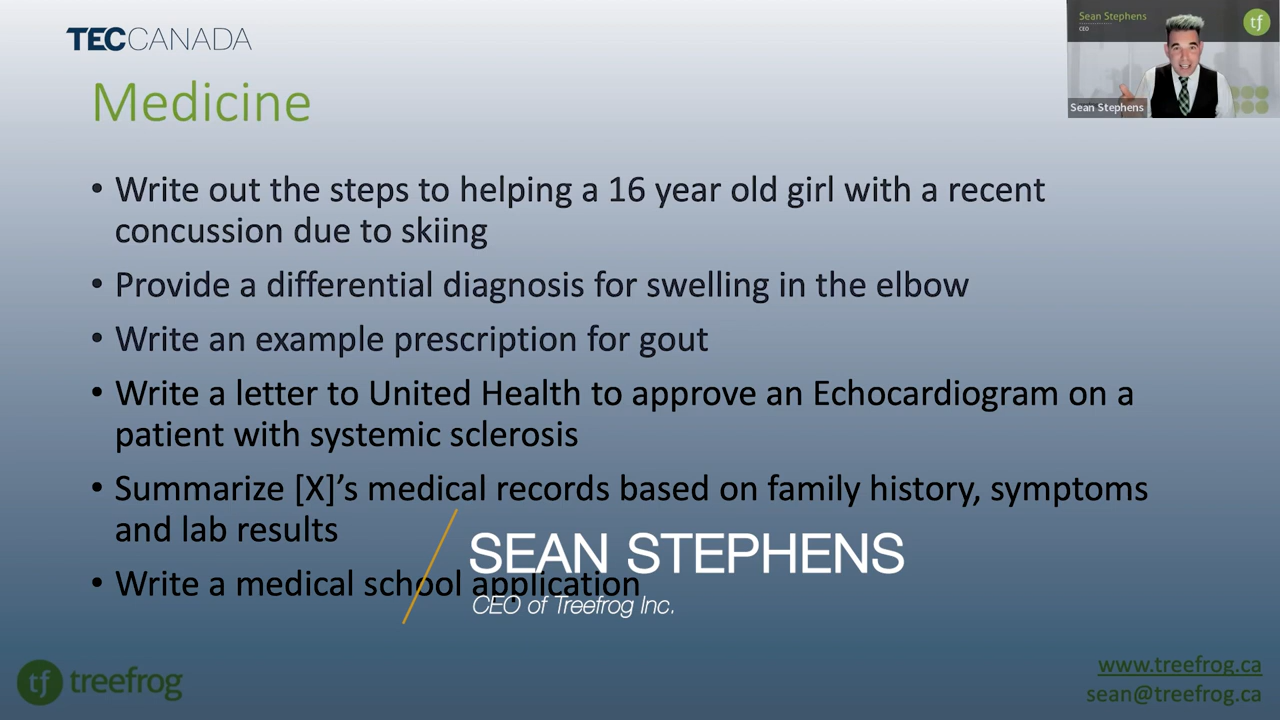 TECCANADA
Sean Stephens
CEO
tf
Sean Stephens
Medicine
• Write out the steps to helping a 16 year old girl with a recent
concussion due to skiing
• Provide a differential diagnosis for swelling in the elbow
• Write an example prescription for gout
• Write a letter to United Health to approve an Echocardiogram on a
patient with systemic sclerosis
• Summarize [X]’s medical records based on family history, symptoms
and lab results
• Write a medical school application
SEAN STEPHENS
CEO of Treefrog Inc.
tf treefrog
www.treefrog.ca
sean@treefrog.ca